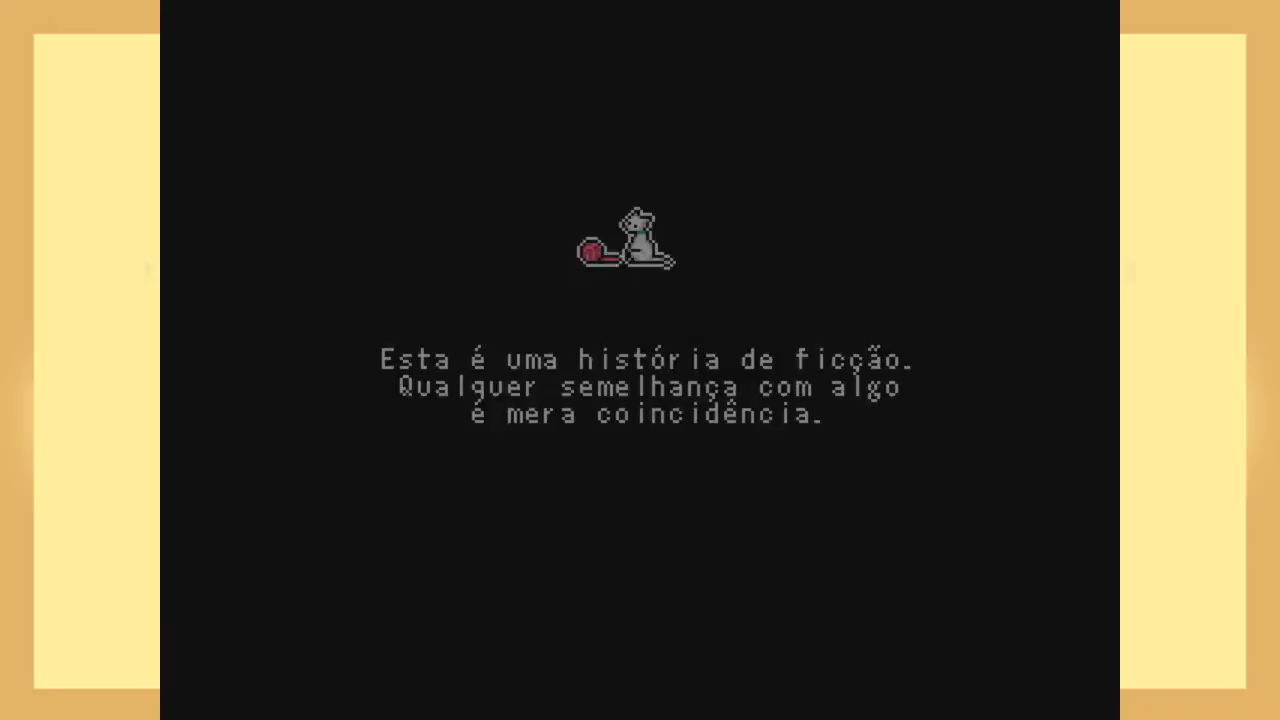 Esta é uma história de ficção.
Qualquer semelhança com algo
é mera coincidência.